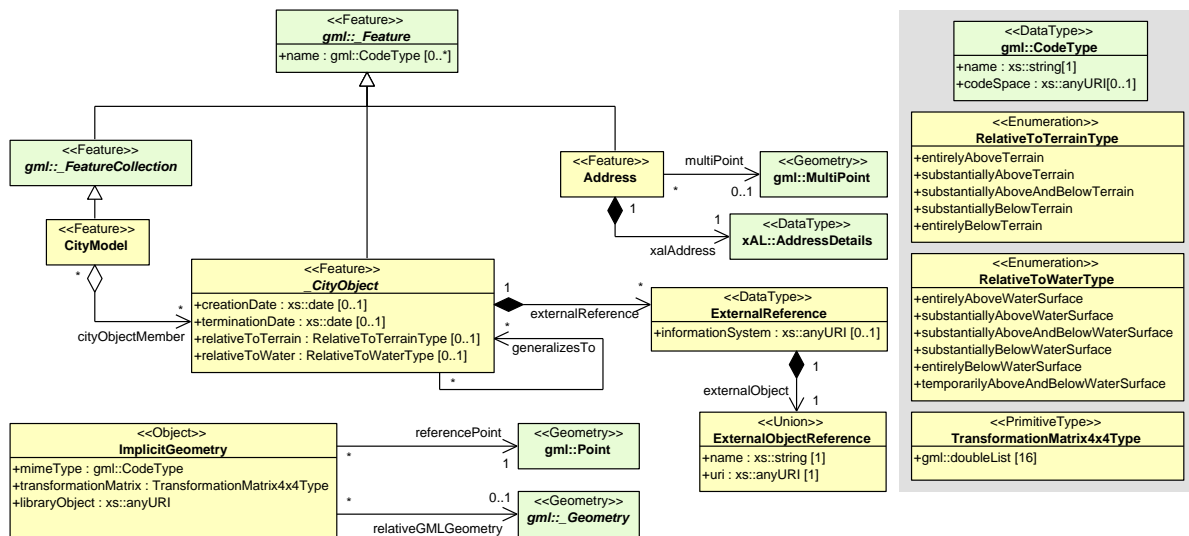 <<Feature>>
gml::_Feature
+name : gml::CodeType [0..*]
<<Feature>>
gml::_FeatureCollection
<<Feature>>
CityModel
*
*
cityObjectMember
<<Feature>>
Address
multiPoint
*
0..1
<<Geometry>>
gml::MultiPoint
1
1
xalAddress
<<DataType>>
xAL::AddressDetails
<<Feature>>
_CityObject
+creationDate : xs::date [0..1]
+terminationDate : xs::date [0..1]
+relativeToTerrain : RelativeToTerrainType [0..1]
+relativeToWater : RelativeToWaterType [0..1]
1
*
externalReference
*
generalizesTo
*
<<DataType>>
ExternalReference
+informationSystem : xs::anyURI [0..1]
1
externalObject
1
<<Union>>
ExternalObjectReference
+name : xs::string [1]
+uri : xs::anyURI [1]
<<Object>>
ImplicitGeometry
+mimeType : gml::CodeType
+transformationMatrix : TransformationMatrix4x4Type
+libraryObject : xs::anyURI
referencePoint
*
1
<<Geometry>>
gml::Point
*
0..1
relativeGMLGeometry
<<Geometry>>
gml::_Geometry
<<DataType>>
gml::CodeType
+name : xs::string[1]
+codeSpace : xs::anyURI[0..1]
<<Enumeration>>
RelativeToTerrainType
+entirelyAboveTerrain
+substantiallyAboveTerrain
+substantiallyAboveAndBelowTerrain
+substantiallyBelowTerrain
+entirelyBelowTerrain
<<Enumeration>>
RelativeToWaterType
+entirelyAboveWaterSurface
+substantiallyAboveWaterSurface
+substantiallyAboveAndBelowWaterSurface
+substantiallyBelowWaterSurface
+entirelyBelowWaterSurface
+temporarilyAboveAndBelowWaterSurface
<<PrimitiveType>>
TransformationMatrix4x4Type
+gml::doubleList [16]